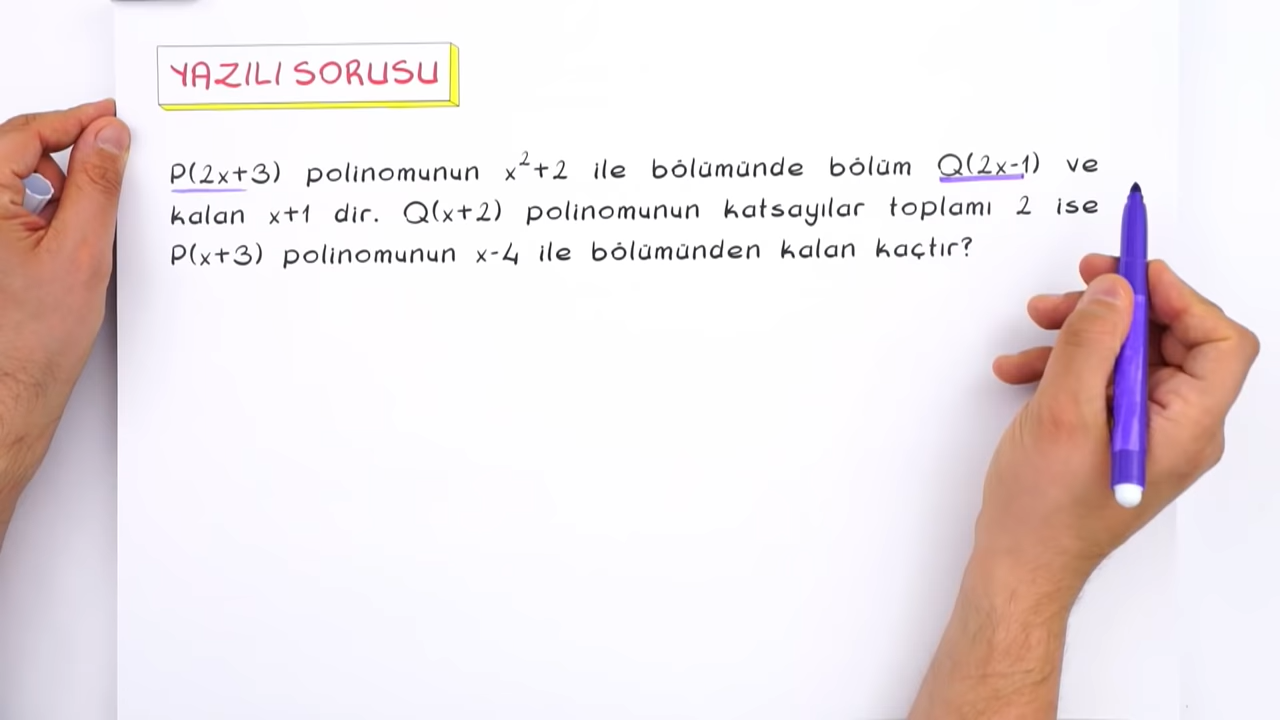 YAZILI SORUSU
P(2x+3) polinomunun x²+2 ile bölümünde bölüm Q(2x-1) ve
kalan x+1 dir. Q(x+2) polinomunun katsayılar toplamı 2 ise
P(x+3) polinomunun x-4 ile bölümünden kalan kaçtır?